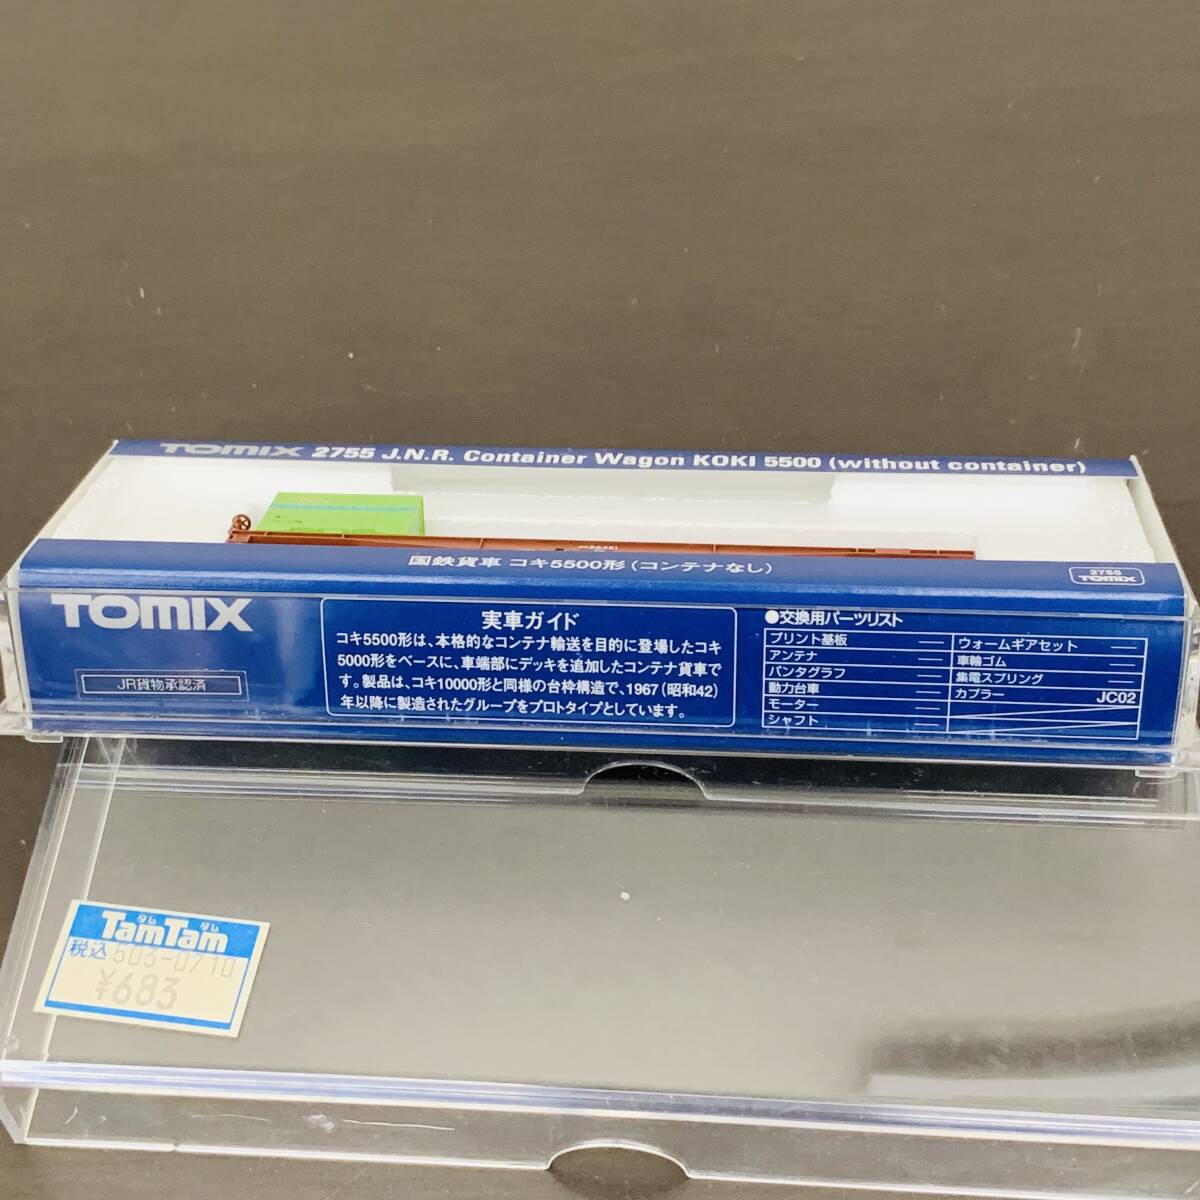 TOMIX 2755 J.N.R. Container Wagon KOKI 5500 (without container)
国鉄貨車 コキ5500形(コンテナなし)
2755
TOMIX
TOMIX
JR貨物承認済
実車ガイド
コキ5500形は、本格的なコンテナ輸送を目的に登場したコキ
5000形をベースに、車端部にデッキを追加したコンテナ貨車で
す。製品は、コキ10000形と同様の台枠構造で、1967(昭和42)
年以降に製造されたグループをプロトタイプとしています。
●交換用パーツリスト
プリント基板 ―
アンテナ ―
パンタグラフ ―
動力台車 ―
モーター ―
シャフト ―
ウォームギアセット ―
車輪ゴム ―
集電スプリング ―
カプラー JC02
タム タム
TamTam
税込 503-0710
¥683